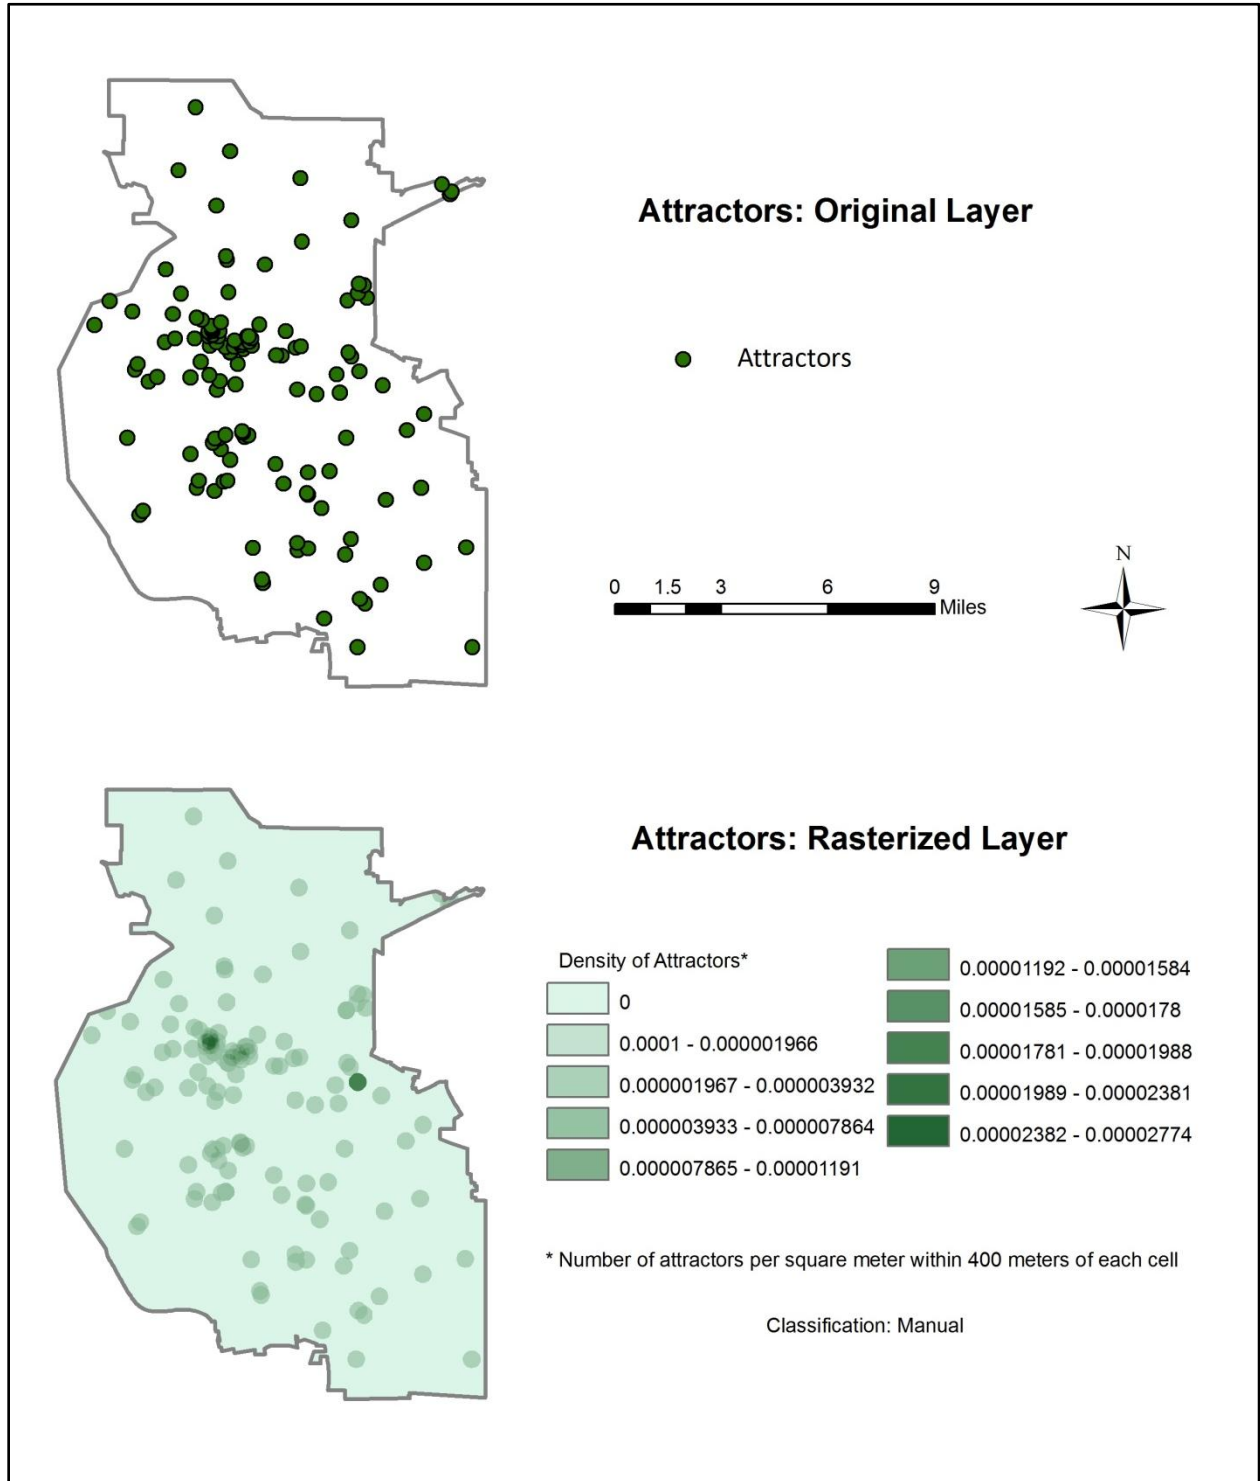 Attractors: Original Layer
Attractors
N
0 1.5 3 6 9
Miles
Attractors: Rasterized Layer
Density of Attractors*
0
0.0001 - 0.000001966
0.000001967 - 0.000003932
0.000003933 - 0.000007864
0.000007865 - 0.00001191
0.00001192 - 0.00001584
0.00001585 - 0.0000178
0.00001781 - 0.00001988
0.00001989 - 0.00002381
0.00002382 - 0.00002774
* Number of attractors per square meter within 400 meters of each cell
Classification: Manual